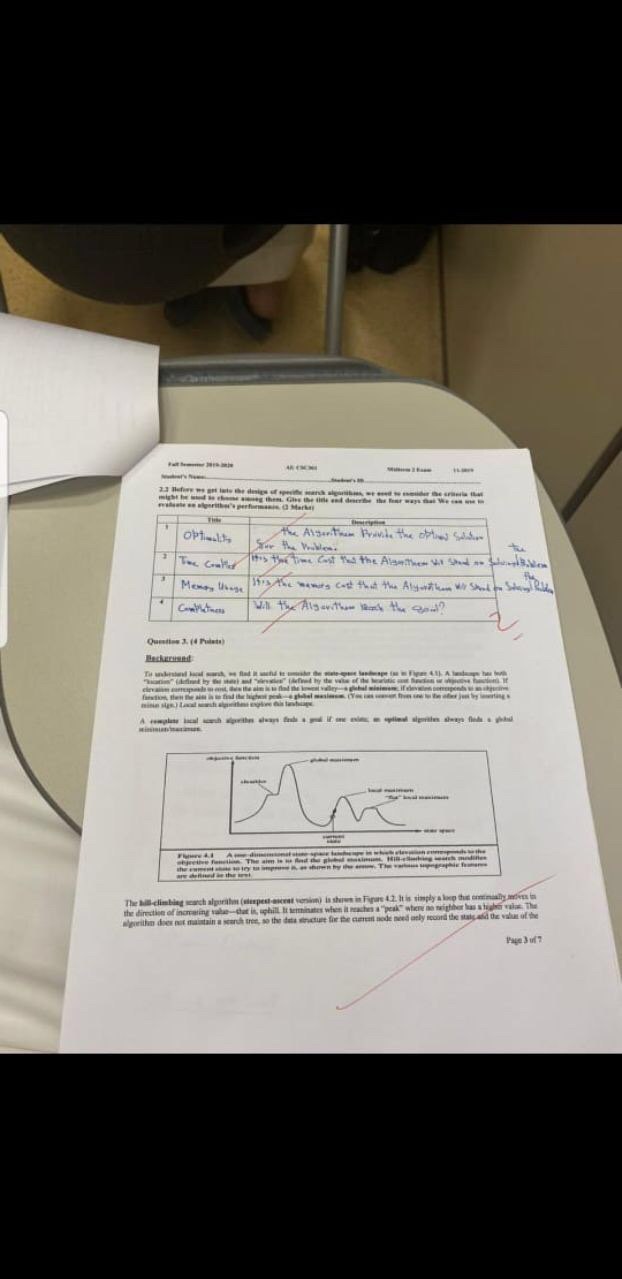 Fall Semester 2019-2020 AI: CSC361 Midterm 2 Exam 11-2019
Student's Name: Student's ID
2.2 Before we get into the design of specific search algorithms, we need to consider the criteria that
might be used to choose among them. Give the title and describe the four ways that We can use to
evaluate an algorithm's performance. (2 Marks)
Title Description
1 Optimality the Algorithem Provide the optimal Solution
for the Problem.
2 Time it is the time Cost that the Algorithem will on the
Problem
3 Memory Usage it is the memory Cost that the Algorithem will on the
4 Completness Will the Algorithem Reach the goal?
2
Question 3. (4 Points)
Background:
To understand local search, we find it useful to consider the state-space landscape (as in Figure 4.1). A landscape has both
"location" (defined by the state) and "elevation" (defined by the value of the heuristic cost function or objective function). If
elevation corresponds to cost, then the aim is to find the lowest valley—a global minimum; if elevation corresponds to an objective
function, then the aim is to find the highest peak—a global maximum. (You can convert from one to the other just by inserting a
minus sign.) Local search algorithms explore this landscape.
A complete local search algorithm always finds a goal if one exists; an optimal algorithm always finds a global
minimum/maximum.
objective function
global maximum
shoulder
local maximum
"flat" local maximum
state space
current
state
Figure 4.1 A one-dimensional state-space landscape in which elevation corresponds to the
objective function. The aim is to find the global maximum. Hill-climbing search modifies
the current state to try to improve it, as shown by the arrow. The various topographic features
are defined in the text.
The hill-climbing search algorithm (steepest-ascent version) is shown in Figure 4.2. It is simply a loop that continually moves in
the direction of increasing value—that is, uphill. It terminates when it reaches a "peak" where no neighbor has a higher value. The
algorithm does not maintain a search tree, so the data structure for the current node need only record the state and the value of the
Page 3 of 7